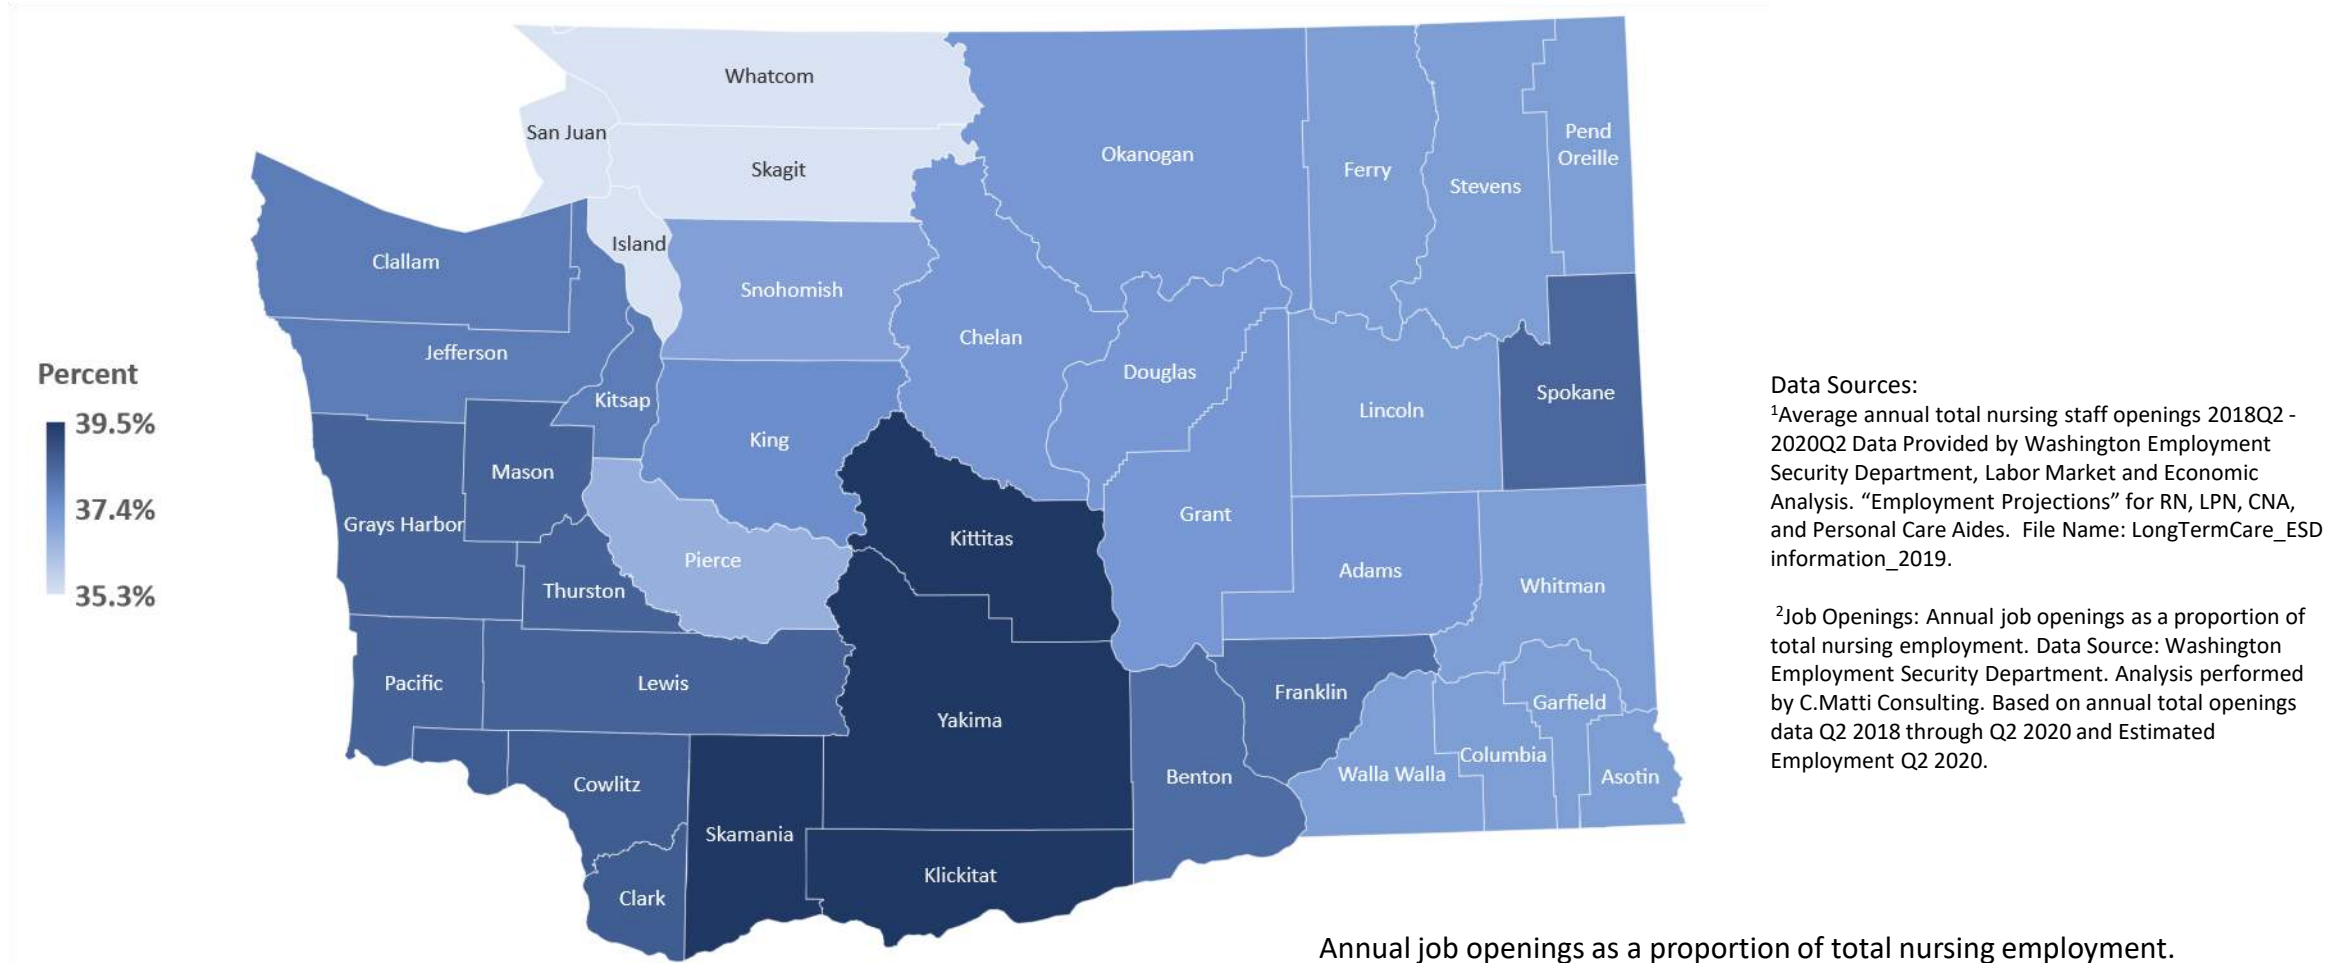 Whatcom
San Juan
Skagit
Okanogan
Ferry
Stevens
Pend
Oreille
Clallam
Island
Snohomish
Jefferson
Chelan
Douglas
Kitsap
King
Lincoln
Spokane
Mason
Grays Harbor
Pierce
Thurston
Kittitas
Grant
Adams
Whitman
Pacific
Lewis
Yakima
Franklin
Garfield
Cowlitz
Benton
Walla Walla
Columbia
Asotin
Skamania
Klickitat
Clark
Percent
39.5%
37.4%
35.3%
Data Sources:
¹Average annual total nursing staff openings 2018Q2 -
2020Q2 Data Provided by Washington Employment
Security Department, Labor Market and Economic
Analysis. “Employment Projections” for RN, LPN, CNA,
and Personal Care Aides. File Name: LongTermCare_ESD
information_2019.
²Job Openings: Annual job openings as a proportion of
total nursing employment. Data Source: Washington
Employment Security Department. Analysis performed
by C.Matti Consulting. Based on annual total openings
data Q2 2018 through Q2 2020 and Estimated
Employment Q2 2020.
Annual job openings as a proportion of total nursing employment.